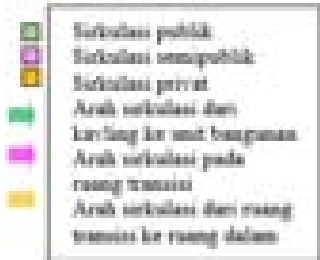 Sirkulasi publik
Sirkulasi semipublik
Sirkulasi privat
Arah sirkulasi dari
kavling ke unit bangunan
Arah sirkulasi pada
ruang transisi
Arah sirkulasi dari ruang
transisi ke ruang dalam